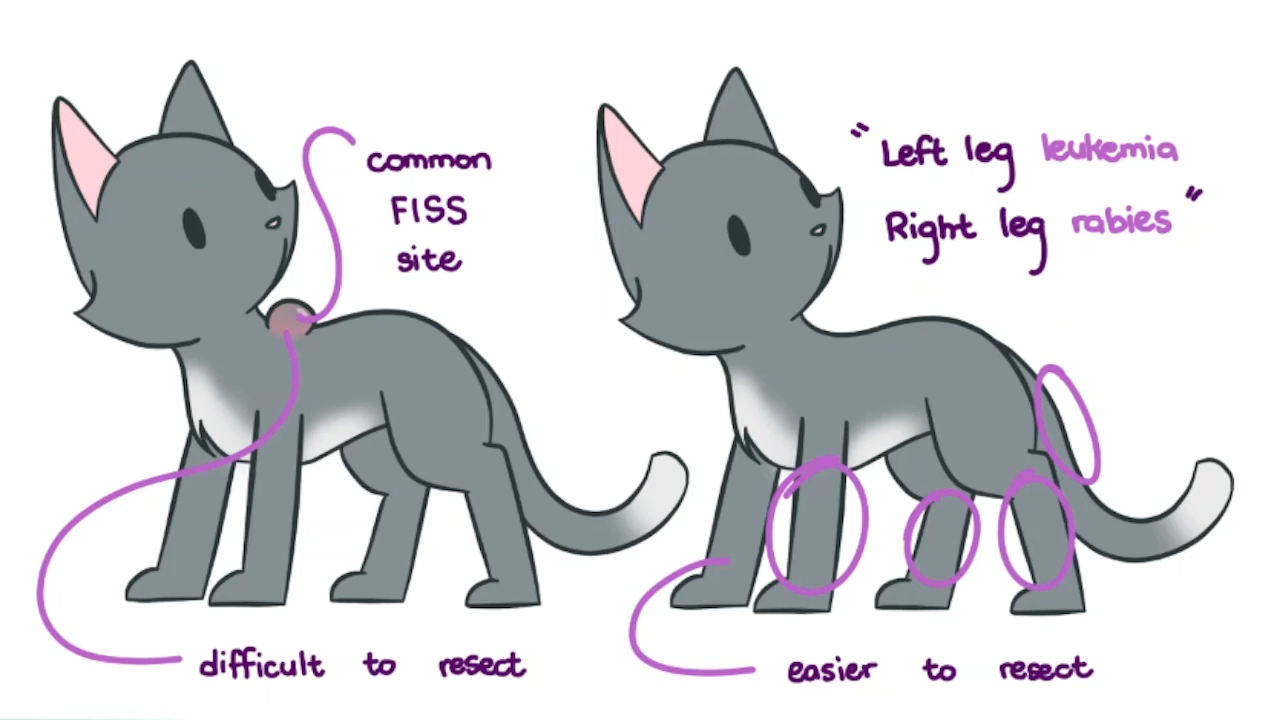 common
FISS
site
difficult to resect
"Left leg leukemia
Right leg rabies"
easier to resect